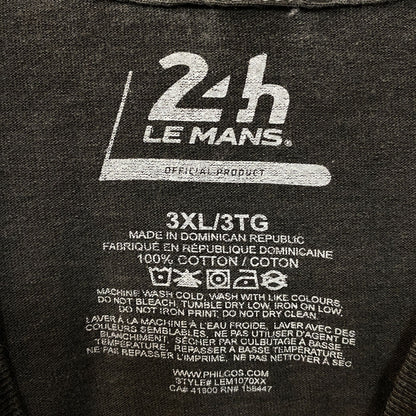 24h
LE MANS®
OFFICIAL PRODUCT
3XL/3TG
MADE IN DOMINICAN REPUBLIC
FABRIQUÉ EN RÉPUBLIQUE DOMINICAINE
100% COTTON / COTON
MACHINE WASH COLD, WASH WITH LIKE COLOURS,
DO NOT BLEACH, TUMBLE DRY LOW, IRON ON LOW,
DO NOT IRON PRINT, DO NOT DRY CLEAN.
LAVER À LA MACHINE À L'EAU FROIDE, LAVER AVEC DES
COULEURS SEMBLABLES, NE PAS UTILISER D'AGENT DE
BLANCHIMENT, SÉCHER PAR CULBUTAGE À BASSE
TEMPÉRATURE, REPASSER À BASSE TEMPÉRATURE,
NE PAS REPASSER L'IMPRIMÉ, NE PAS NETTOYER À SEC
WWW.PHILCOS.COM
STYLE# LEM1070XX
CA# 41900 RN# 158447